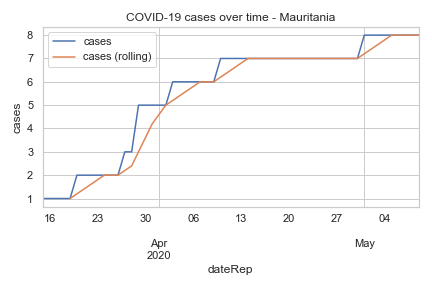 COVID-19 cases over time - Mauritania
cases
cases (rolling)
8
7
6
5
4
3
2
1
cases
16 23 30 06 13 20 27 04
Apr May
2020
dateRep